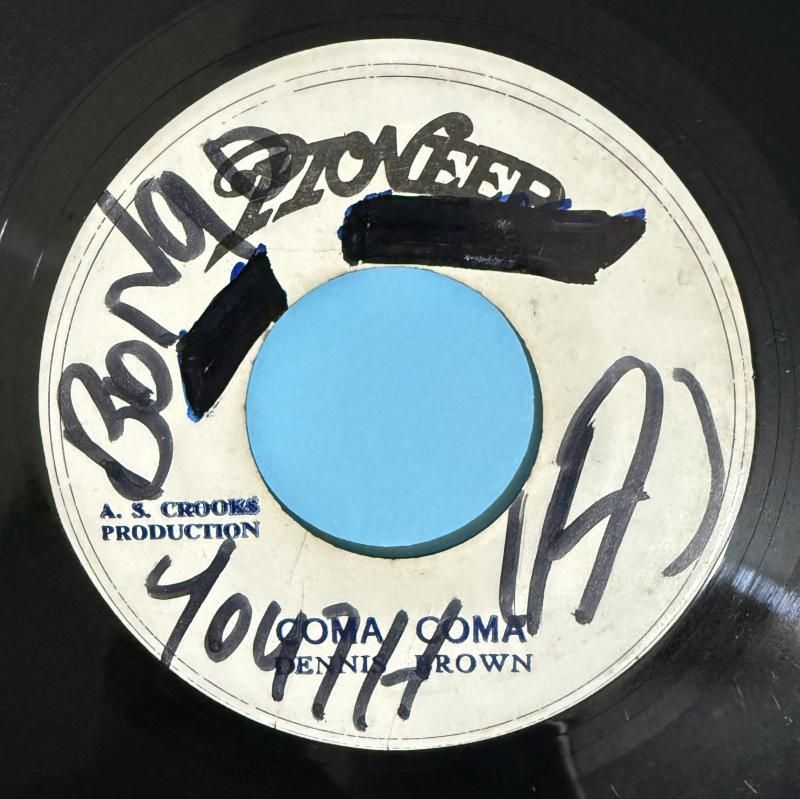 PIONEER
BONgO
A. S. CROOKS
PRODUCTION
(A)
YOUTH
COMA COMA
DENNIS BROWN